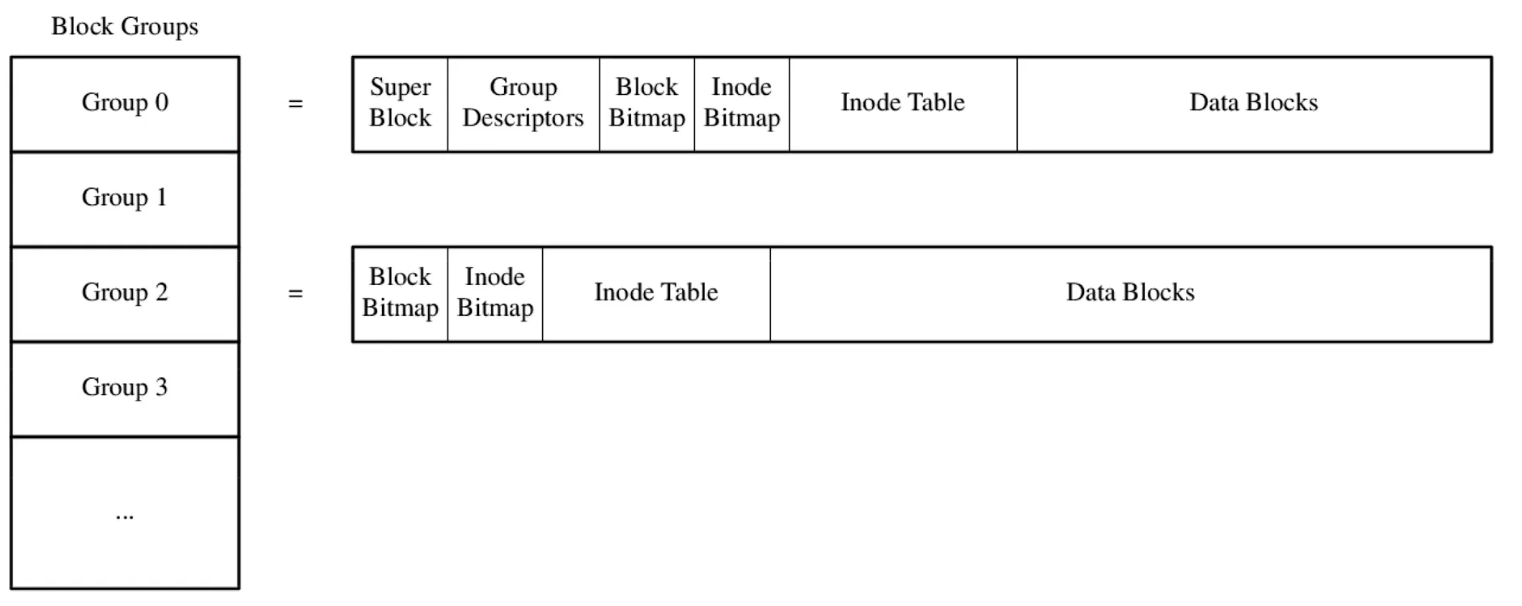 Block Groups
Group 0
=
Super
Block
Group
Descriptors
Block
Bitmap
Inode
Bitmap
Inode Table
Data Blocks
Group 1
Group 2
=
Block
Bitmap
Inode
Bitmap
Inode Table
Data Blocks
Group 3
...